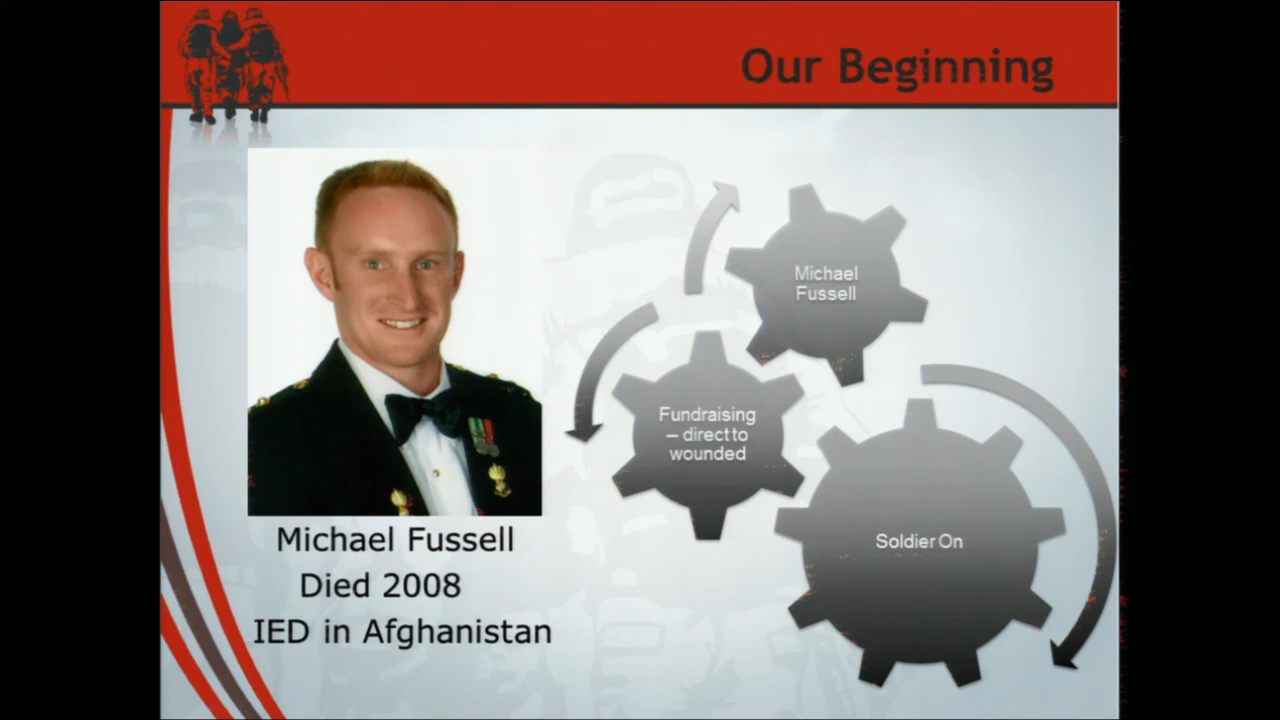 Our Beginning
Michael
Fussell
Fundraising
– direct to
wounded
Soldier On
Michael Fussell
Died 2008
IED in Afghanistan